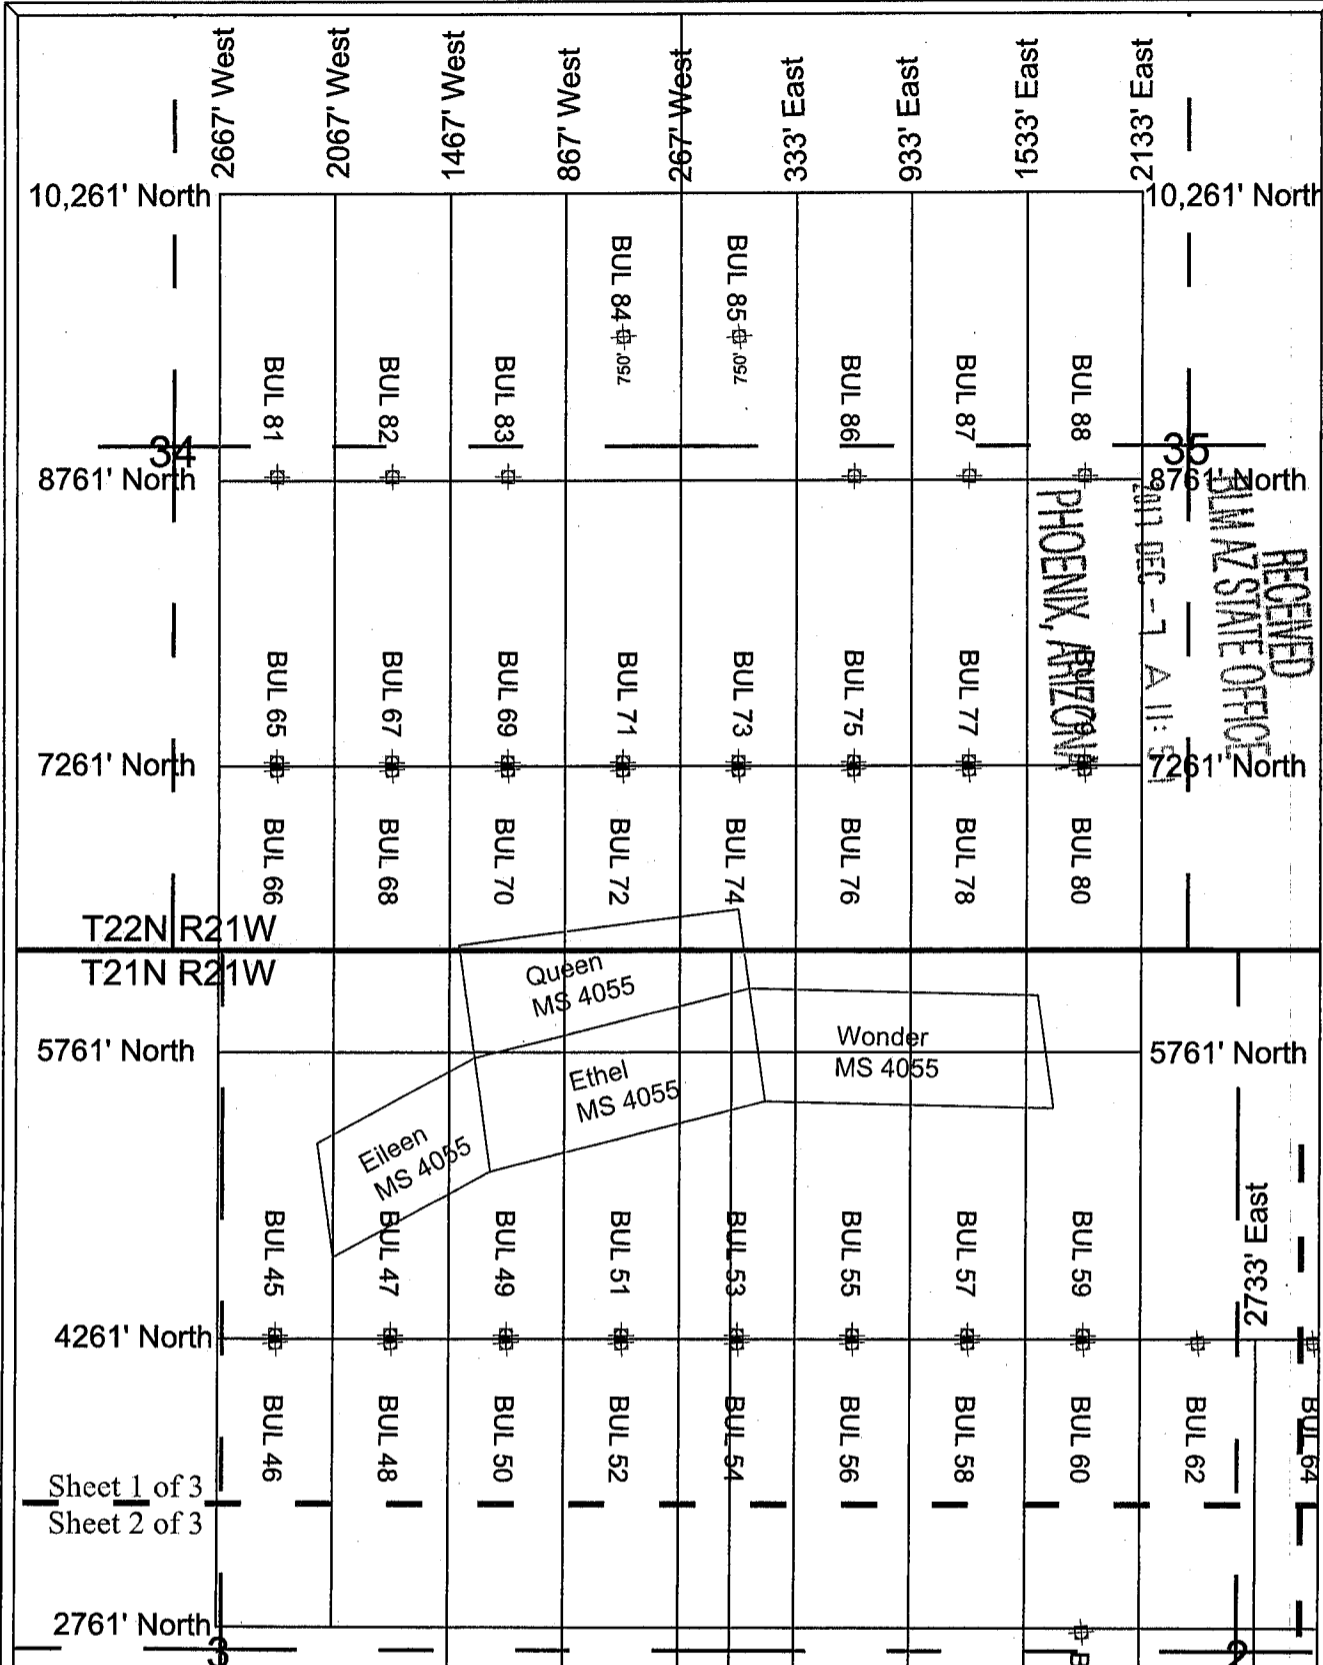 2667' West
2067' West
1467' West
867' West
267' West
333' East
933' East
1533' East
2133' East
10,261' North
10,261' North
BUL 84
750'
BUL 85
750'
BUL 81
BUL 82
BUL 83
BUL 86
BUL 87
BUL 88
34
35
8761' North
8761' North
RECEIVED
BLM AZ STATE OFFICE
DEC -7 A 11:
PHOENIX, ARIZONA
BUL 65
BUL 67
BUL 69
BUL 71
BUL 73
BUL 75
BUL 77
BUL 79
7261' North
7261' North
BUL 66
BUL 68
BUL 70
BUL 72
BUL 74
BUL 76
BUL 78
BUL 80
T22N R21W
T21N R21W
Queen
MS 4055
5761' North
5761' North
Wonder
MS 4055
Ethel
MS 4055
Eileen
MS 4055
2733' East
BUL 45
BUL 47
BUL 49
BUL 51
BUL 53
BUL 55
BUL 57
BUL 59
4261' North
BUL 46
BUL 48
BUL 50
BUL 52
BUL 54
BUL 56
BUL 58
BUL 60
BUL 62
BUL 64
Sheet 1 of 3
Sheet 2 of 3
2761' North
3
2